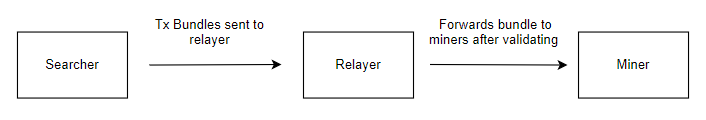 Tx Bundles sent to
relayer
Forwards bundle to
miners after validating
Searcher
Relayer
Miner